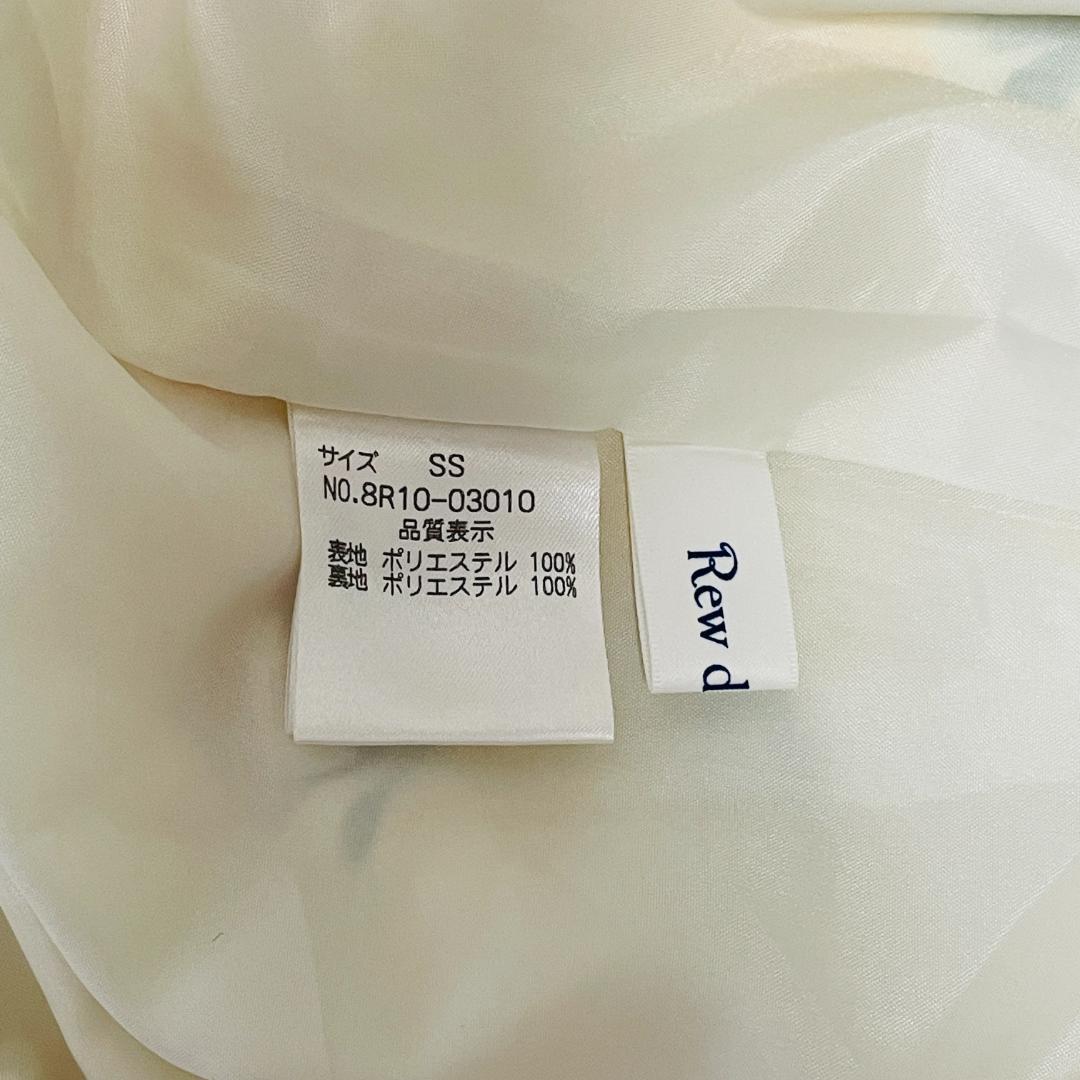 サイズ SS
NO.8R10-03010
品質表示
表地 ポリエステル 100%
裏地 ポリエステル 100%
Rew d